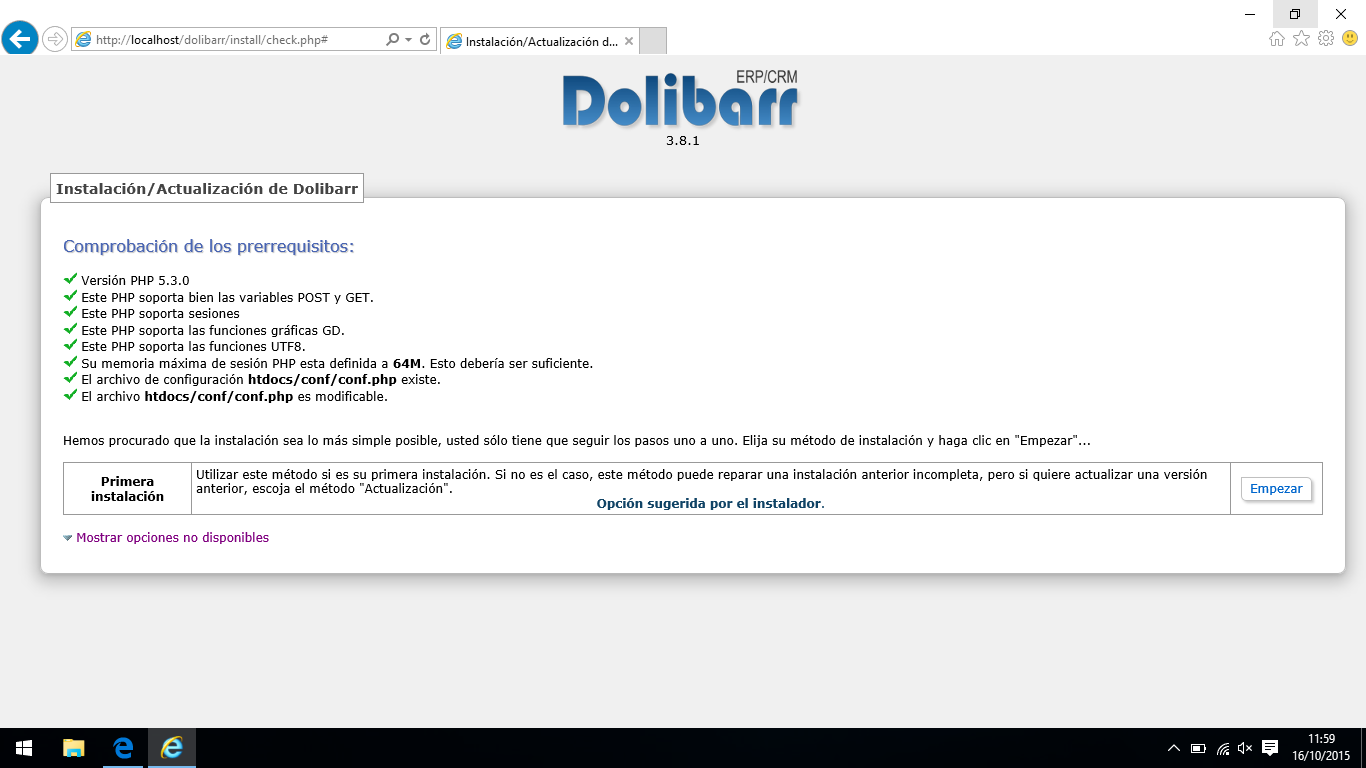 http://localhost/dolibarr/install/check.php#
Instalación/Actualización d...
ERP/CRM
Dolibarr
3.8.1
Instalación/Actualización de Dolibarr
Comprobación de los prerrequisitos:
Versión PHP 5.3.0
Este PHP soporta bien las variables POST y GET.
Este PHP soporta sesiones
Este PHP soporta las funciones gráficas GD.
Este PHP soporta las funciones UTF8.
Su memoria máxima de sesión PHP esta definida a 64M. Esto debería ser suficiente.
El archivo de configuración htdocs/conf/conf.php existe.
El archivo htdocs/conf/conf.php es modificable.
Hemos procurado que la instalación sea lo más simple posible, usted sólo tiene que seguir los pasos uno a uno. Elija su método de instalación y haga clic en "Empezar"...
Primera
instalación
Utilizar este método si es su primera instalación. Si no es el caso, este método puede reparar una instalación anterior incompleta, pero si quiere actualizar una versión
anterior, escoja el método "Actualización".
Opción sugerida por el instalador.
Empezar
Mostrar opciones no disponibles
11:59
16/10/2015